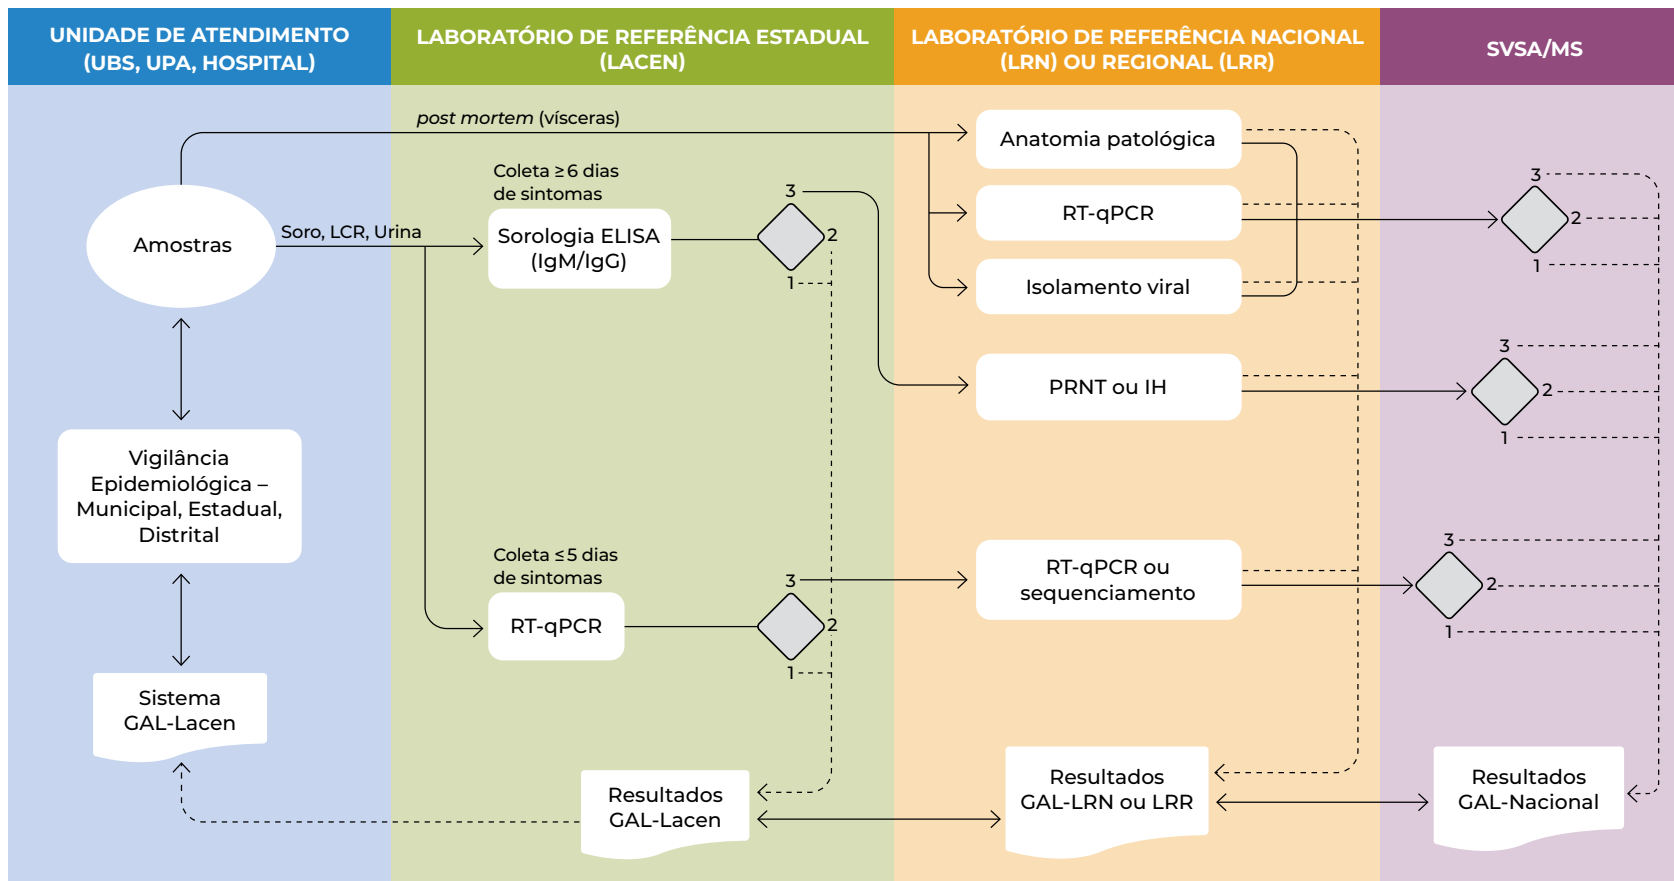 UNIDADE DE ATENDIMENTO
(UBS, UPA, HOSPITAL)
LABORATÓRIO DE REFERÊNCIA ESTADUAL
(LACEN)
LABORATÓRIO DE REFERÊNCIA NACIONAL
(LRN) OU REGIONAL (LRR)
SVSA/MS
post mortem (vísceras)
Amostras
Soro, LCR, Urina
Vigilância
Epidemiológica –
Municipal, Estadual,
Distrital
Sistema
GAL-Lacen
Coleta ≥ 6 dias
de sintomas
Sorologia ELISA
(IgM/IgG)
3
2
1
Coleta ≤ 5 dias
de sintomas
RT-qPCR
3
2
1
Resultados
GAL-Lacen
Anatomia patológica
RT-qPCR
Isolamento viral
PRNT ou IH
RT-qPCR ou
sequenciamento
Resultados
GAL-LRN ou LRR
3
2
1
3
2
1
3
2
1
Resultados
GAL-Nacional